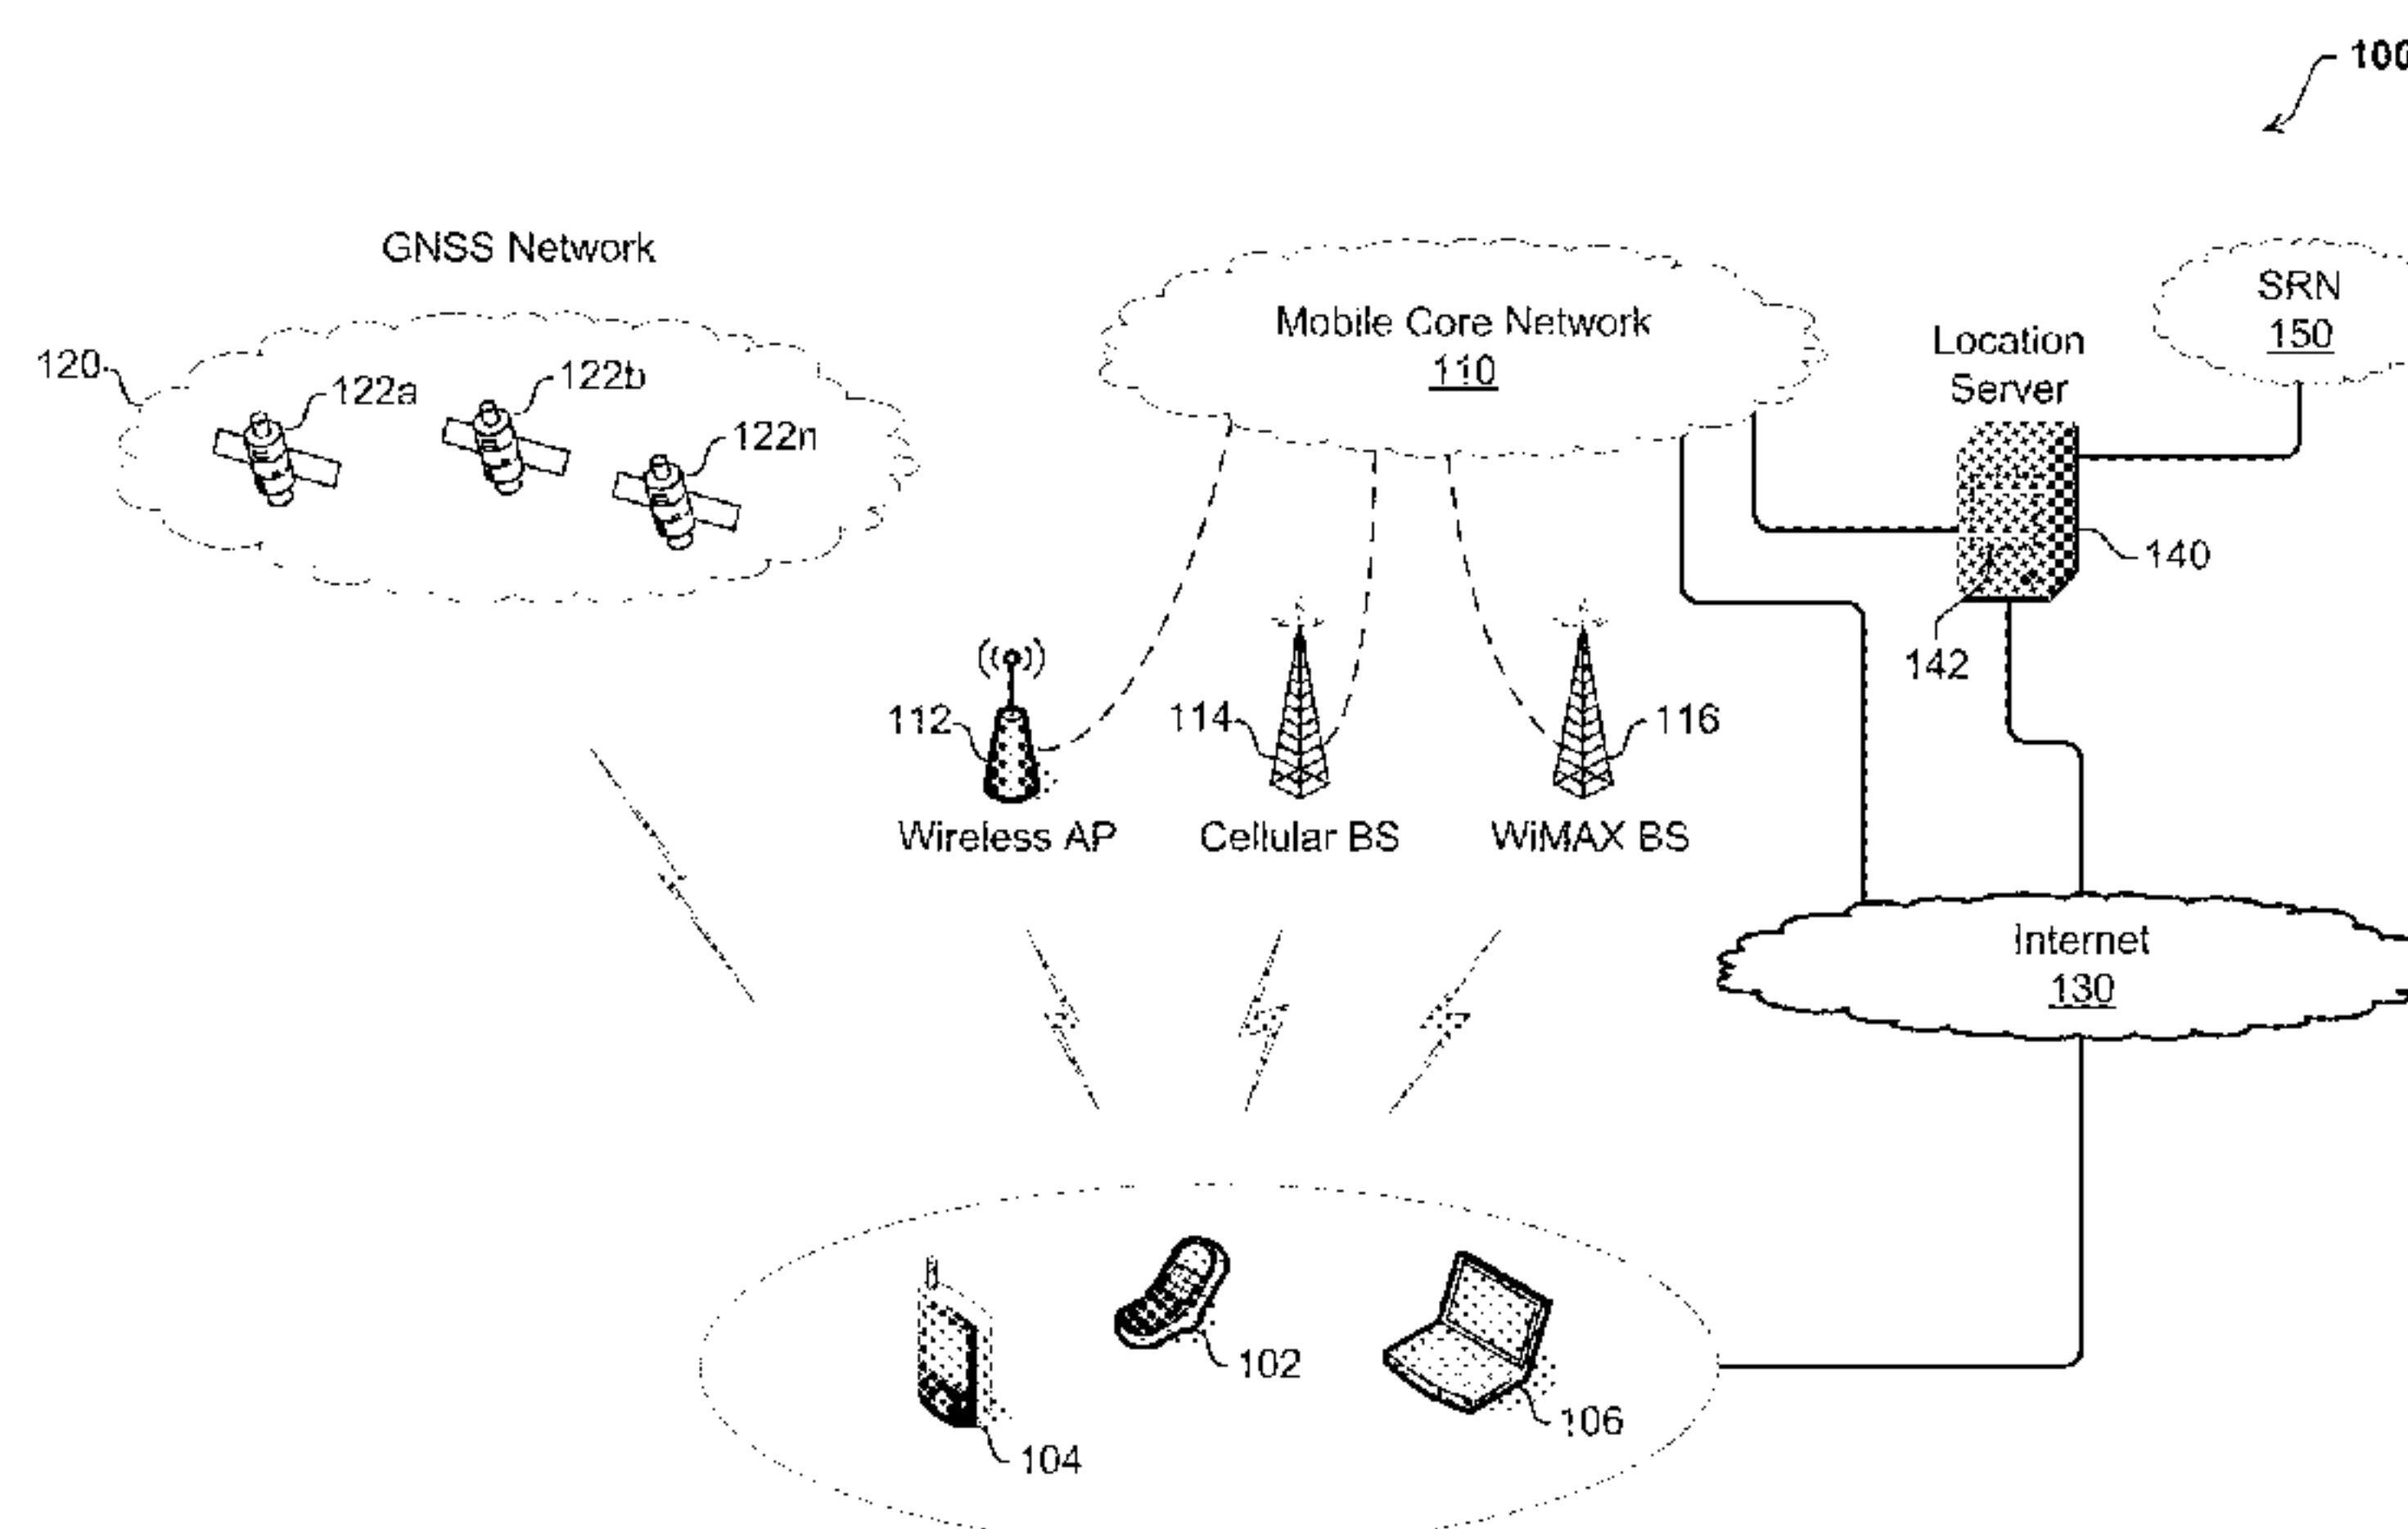 100
GNSS Network
Mobile Core Network
110
SRN
150
Location
Server
120
122a
122b
122n
140
142
112
114
116
Wireless AP
Cellular BS
WiMAX BS
Internet
130
102
104
106